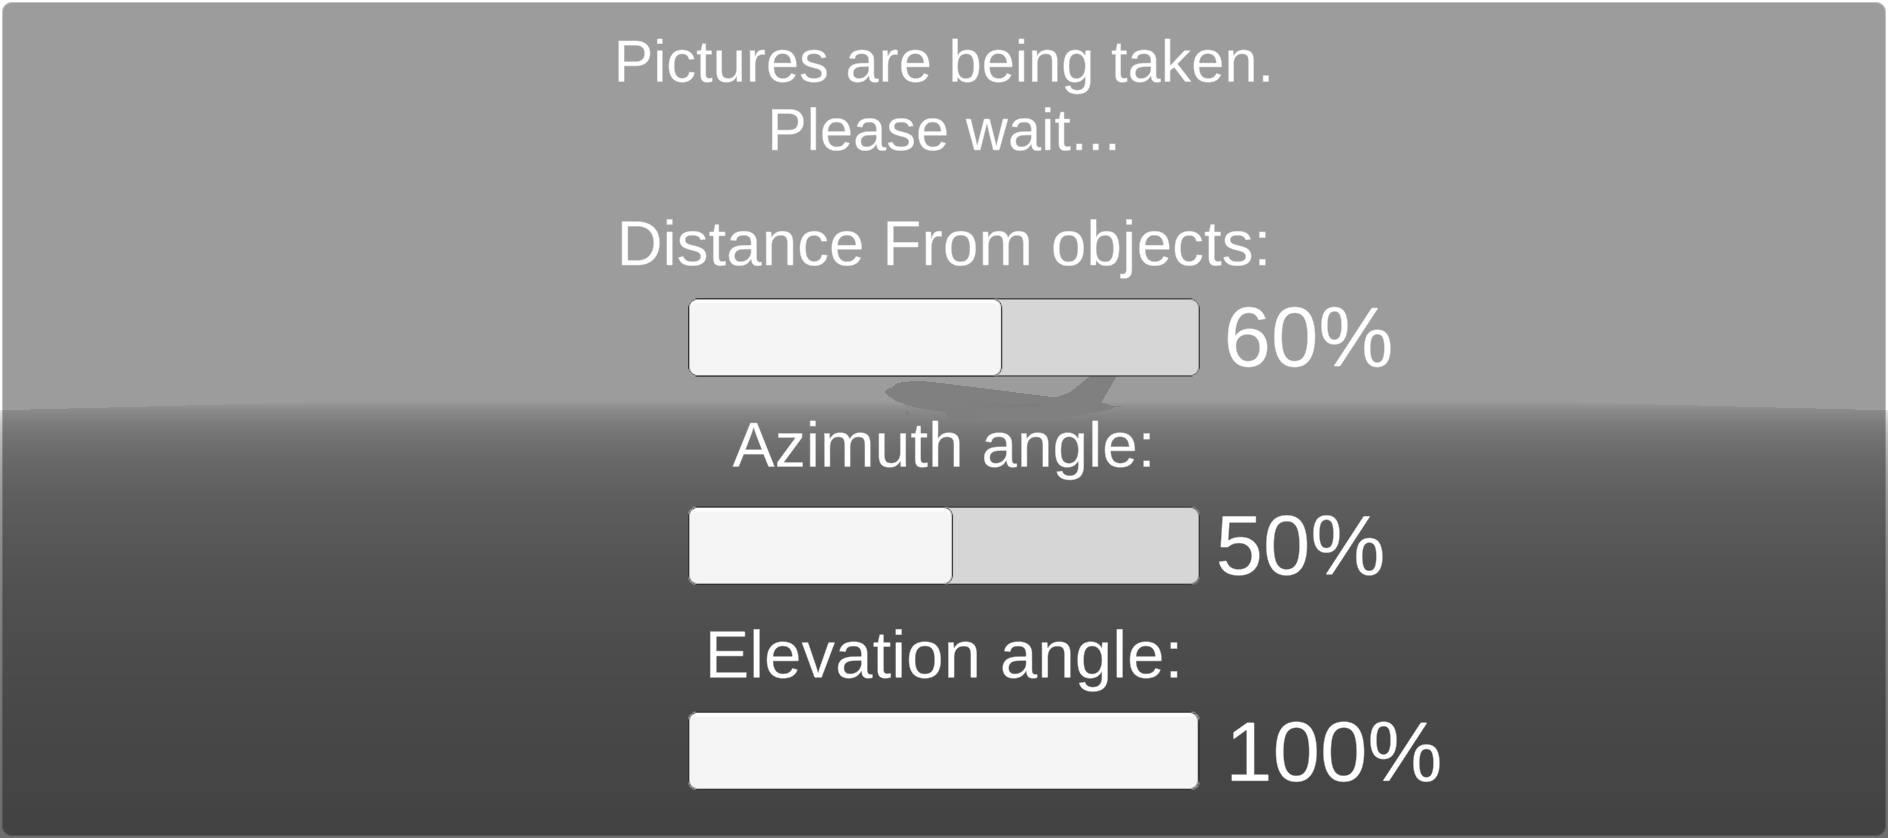 Pictures are being taken.
Please wait...
Distance From objects:
60%
Azimuth angle:
50%
Elevation angle:
100%